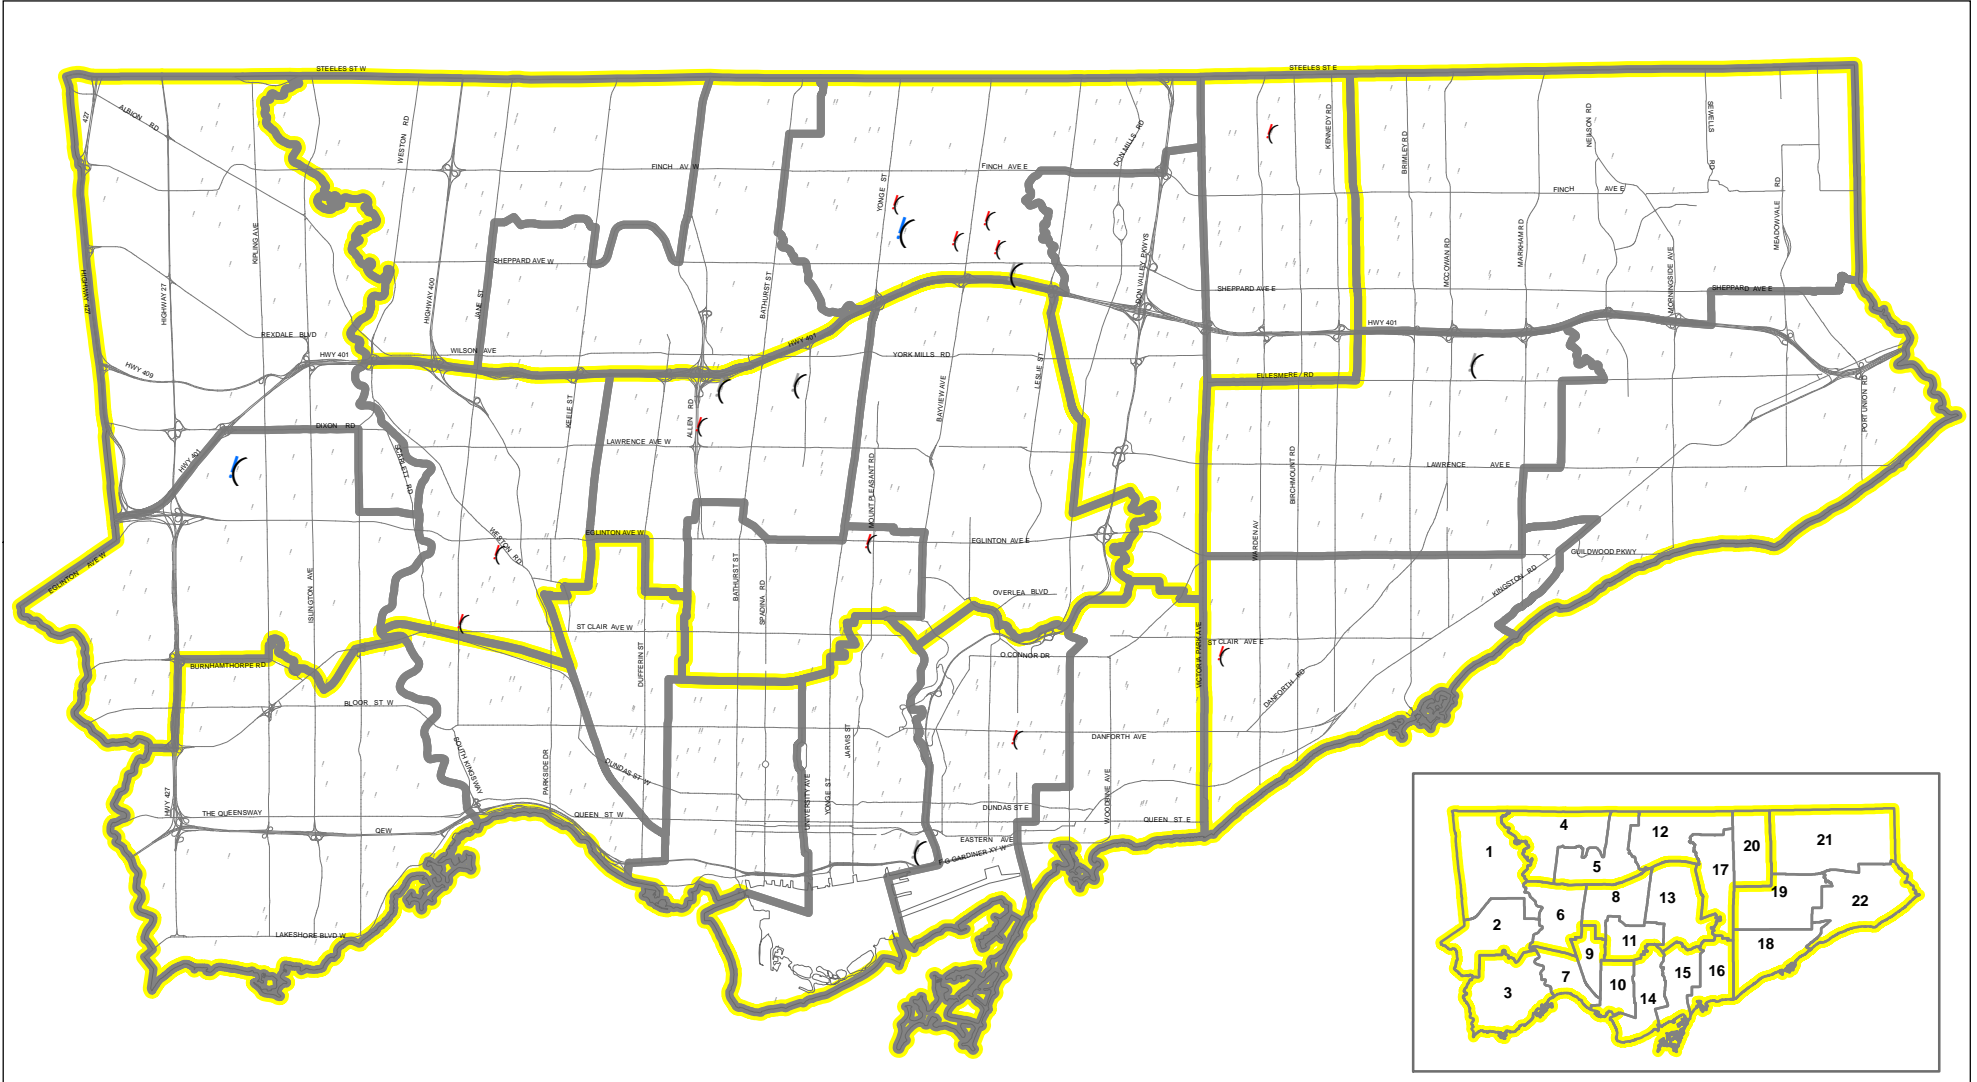 STEELES ST W
STEELES ST E
427
ALBION RD
WESTON RD
FINCH AV W
FINCH AVE E
DON MILLS RD
KENNEDY RD
BRIMLEY RD
NEILSON RD
SEWELLS RD
FINCH AVE E
MEADOWVALE RD
YONGE ST
KIPLING AVE
SHEPPARD AVE W
BATHURST ST
DON VALLEY PKWYS
MCCOWAN RD
MARKHAM RD
MORNINGSIDE AVE
HIGHWAY 427
HIGHWAY 27
HIGHWAY 400
JANE ST
SHEPPARD AVE E
SHEPPARD AVE E
REXDALE BLVD
HWY 401
WILSON AVE
HWY 401
YORK MILLS RD
HWY 401
HWY 409
LESLIE ST
ELLESMERE RD
KEELE ST
ALLEN RD
BAYVIEW AVE
PORT UNION RD
DIXON RD
LAWRENCE AVE W
HWY 401
SCARLETT RD
MOUNT PLEASANT RD
BIRCHMOUNT RD
LAWRENCE AVE E
WESTON RD
EGLINTON AVE W
EGLINTON AVE E
WARDEN AV
GUILDWOOD PKWY
EGLINTON AVE W
ISLINGTON AVE
BATHURST ST
SPADINA RD
OVERLEA BLVD
KINGSTON RD
ST CLAIR AVE W
ST CLAIR AVE E
O CONNOR DR
VICTORIA PARK AVE
BURNHAMTHORPE RD
DUFFERIN ST
DANFORTH RD
BLOOR ST W
SOUTH KINGSWAY
PARKSIDE DR
DUNDAS ST W
JARVIS ST
DANFORTH AVE
HWY 427
UNIVERSITY AVE
YONGE ST
WOODBINE AVE
THE QUEENSWAY
QEW
QUEEN ST W
DUNDAS ST E
QUEEN ST E
EASTERN AVE
F G GARDINER XY W
LAKESHORE BLVD W
4
12
21
1
5
20
17
8
13
19
22
2
6
11
9
18
3
7
10
14
15
16